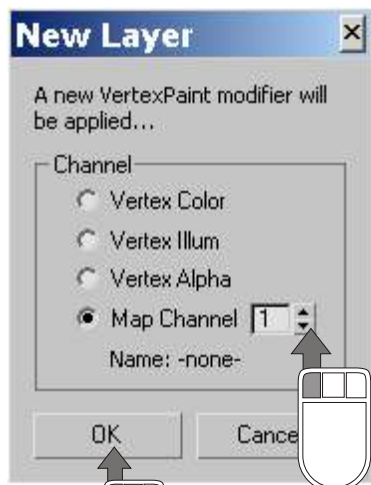 New Layer
A new VertexPaint modifier will
be applied...
Channel
Vertex Color
Vertex Illum
Vertex Alpha
Map Channel 1
Name: -none-
OK
Cance